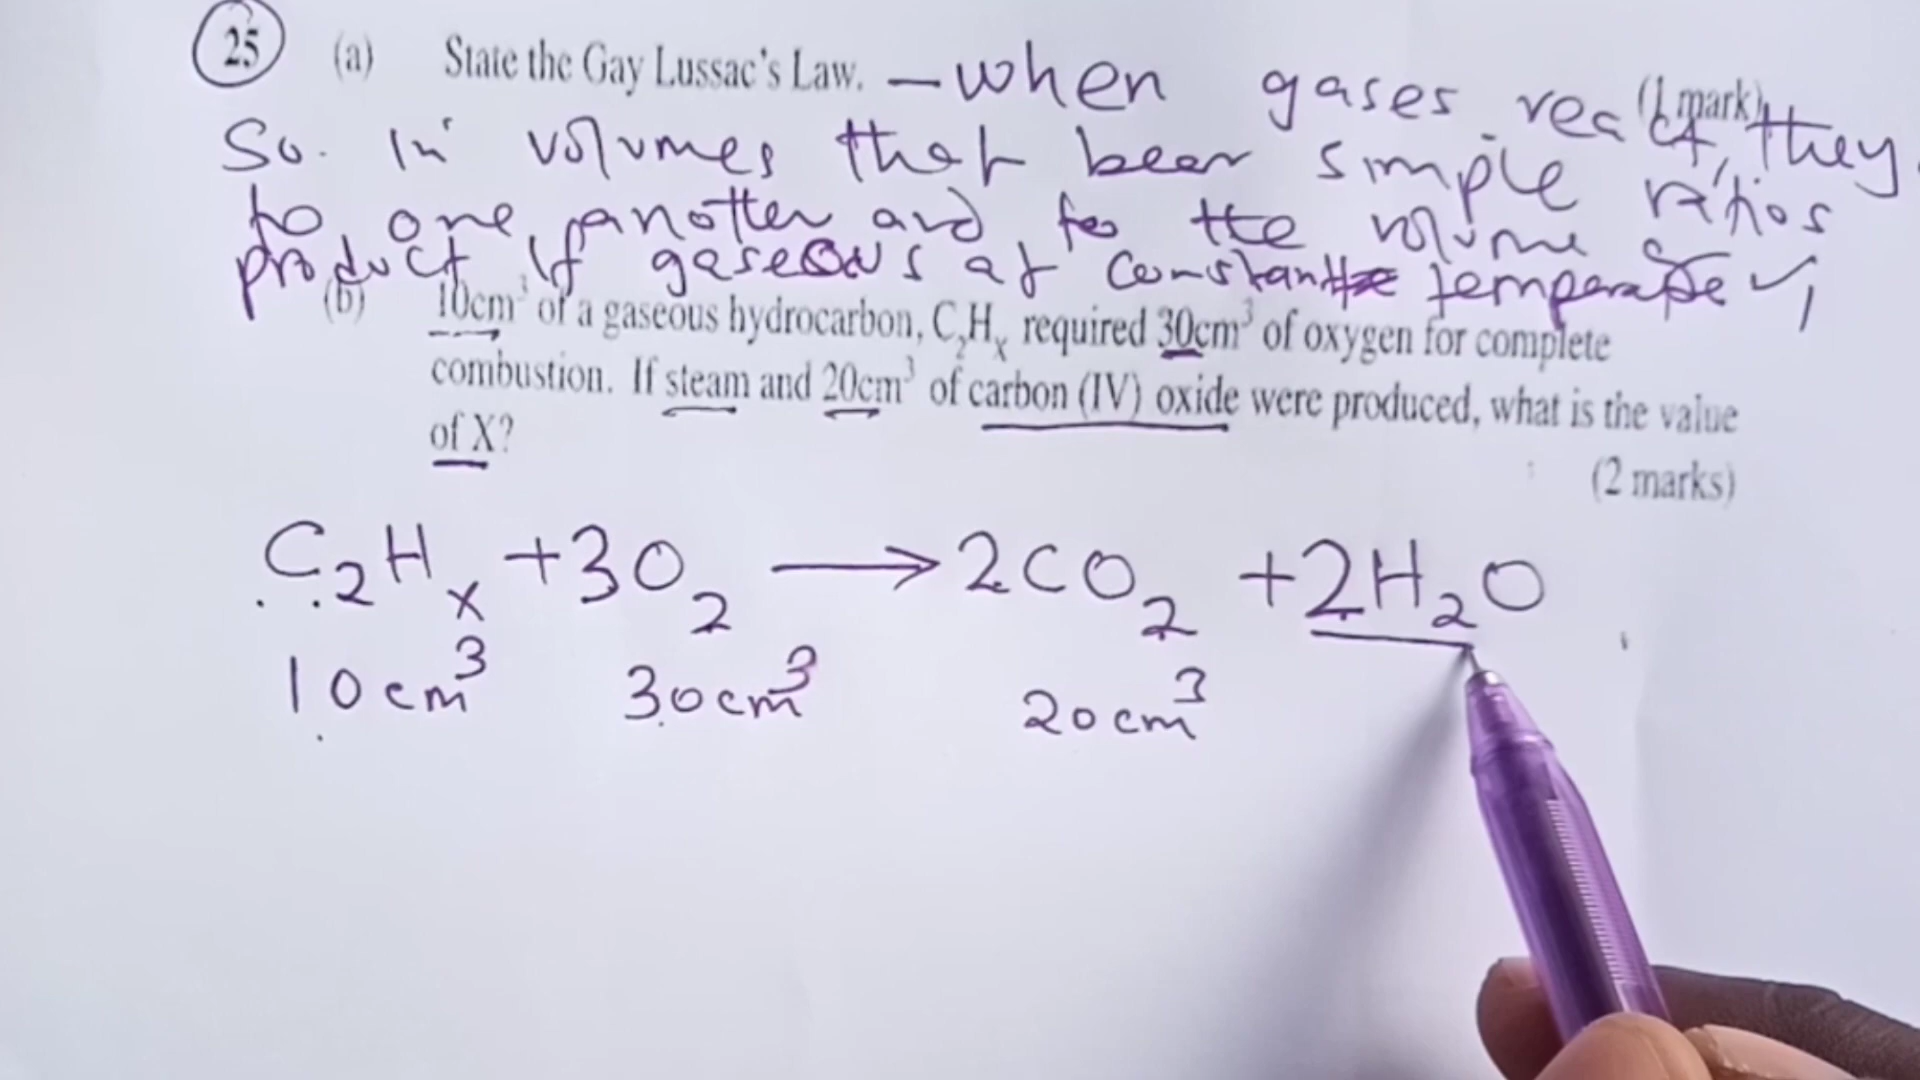 25 (a) State the Gay Lussac's Law. — when gases react, they (1 mark)
So. in volumes that bear simple ratios
to one another and to the volume of
product if gaseous at constant temperature
(b) 10cm³ of a gaseous hydrocarbon, C₂Hₓ required 30cm³ of oxygen for complete
combustion. If steam and 20cm³ of carbon (IV) oxide were produced, what is the value
of X?
(2 marks)
C₂Hₓ + 3O₂ → 2CO₂ + 2H₂O
10cm³ 30cm³ 20cm³